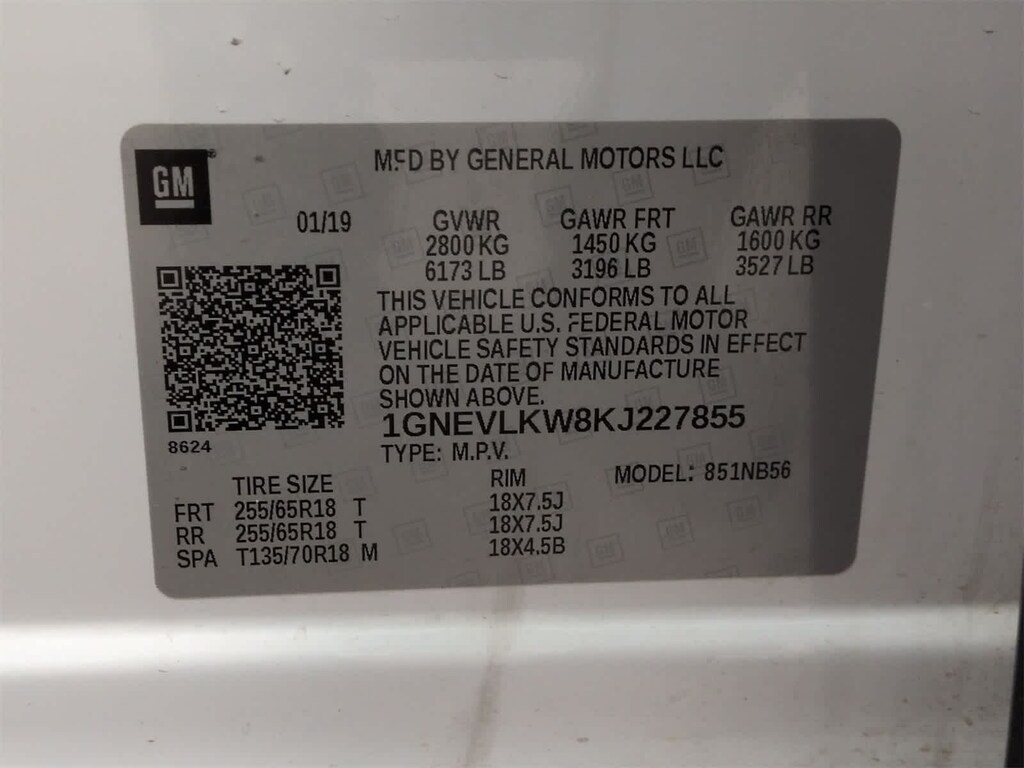 GM
MFD BY GENERAL MOTORS LLC
01/19 GVWR GAWR FRT GAWR RR
2800 KG 1450 KG 1600 KG
6173 LB 3196 LB 3527 LB
THIS VEHICLE CONFORMS TO ALL
APPLICABLE U.S. FEDERAL MOTOR
VEHICLE SAFETY STANDARDS IN EFFECT
ON THE DATE OF MANUFACTURE
SHOWN ABOVE.
1GNEVLKW8KJ227855
8624
TYPE: M.P.V.
TIRE SIZE RIM MODEL: 851NB56
FRT 255/65R18 T 18X7.5J
RR 255/65R18 T 18X7.5J
SPA T135/70R18 M 18X4.5B